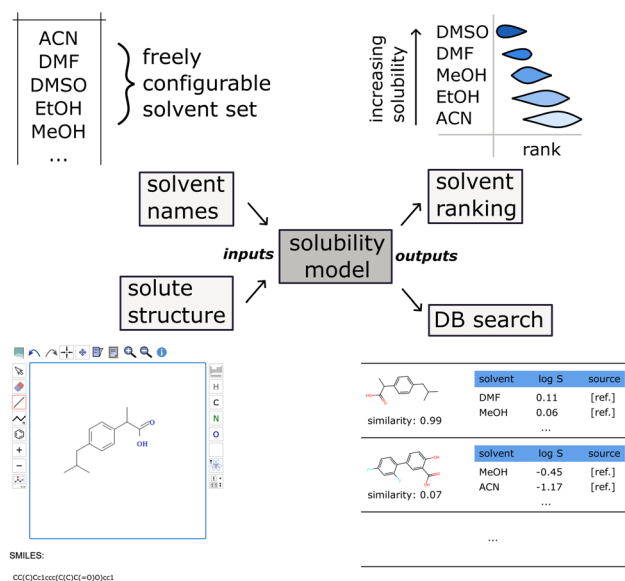 ACN
DMF
DMSO
EtOH
MeOH
...
freely
configurable
solvent set
increasing
solubility
DMSO
DMF
MeOH
EtOH
ACN
rank
solvent
names
solvent
ranking
inputs
solubility
model
outputs
solute
structure
DB search
H
C
N
O
O
OH
SMILES:
CC(C)Cc1ccc(C(C)C(=O)O)cc1
HO
O
similarity: 0.99
solvent log S source
DMF 0.11 [ref.]
MeOH 0.06 [ref.]
...
OH
F
F
O
OH
similarity: 0.07
solvent log S source
MeOH -0.45 [ref.]
ACN -1.17 [ref.]
...
...